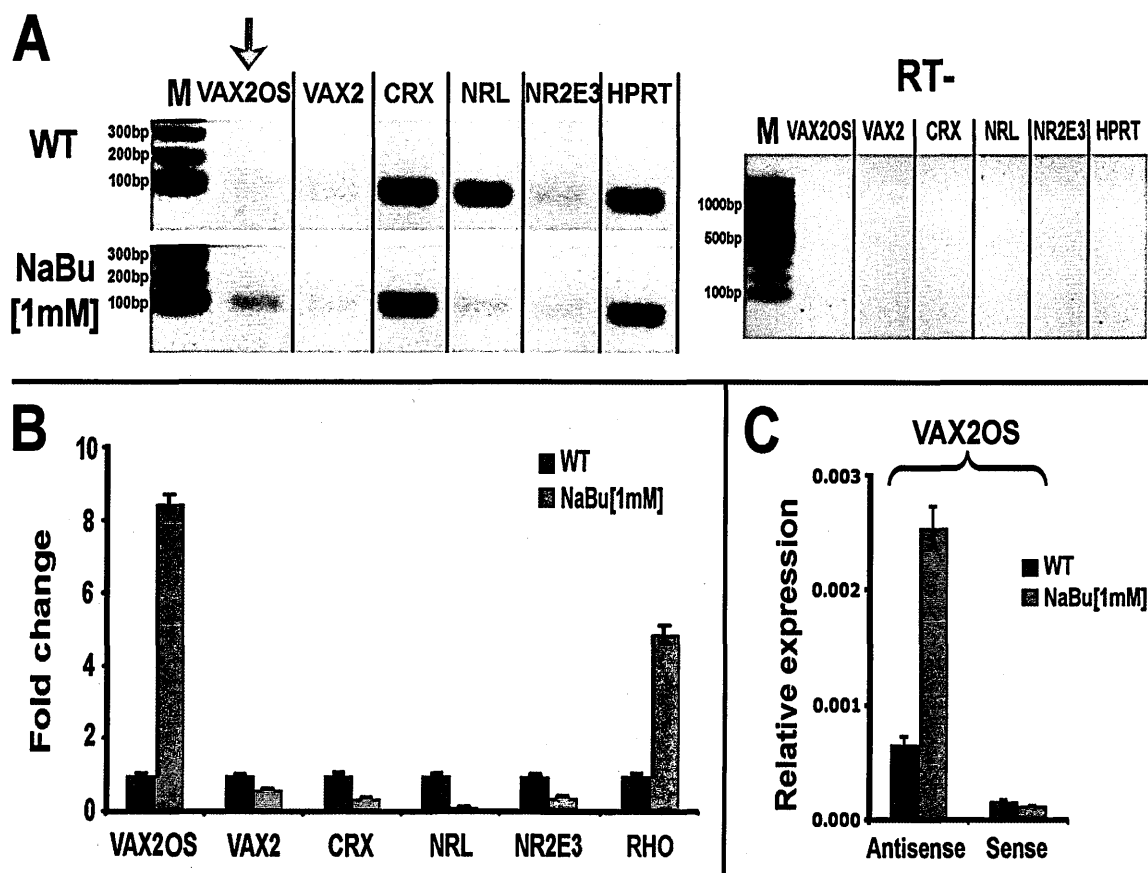 A
M VAX2OS VAX2 CRX NRL NR2E3 HPRT
WT
300bp
200bp
100bp
NaBu
[1mM]
300bp
200bp
100bp
RT-
M VAX2OS VAX2 CRX NRL NR2E3 HPRT
1000bp
500bp
100bp
B
Fold change
10
8
6
4
2
0
WT
NaBu[1mM]
VAX2OS VAX2 CRX NRL NR2E3 RHO
C
VAX2OS
Relative expression
0.003
0.002
0.001
0.000
WT
NaBu[1mM]
Antisense Sense